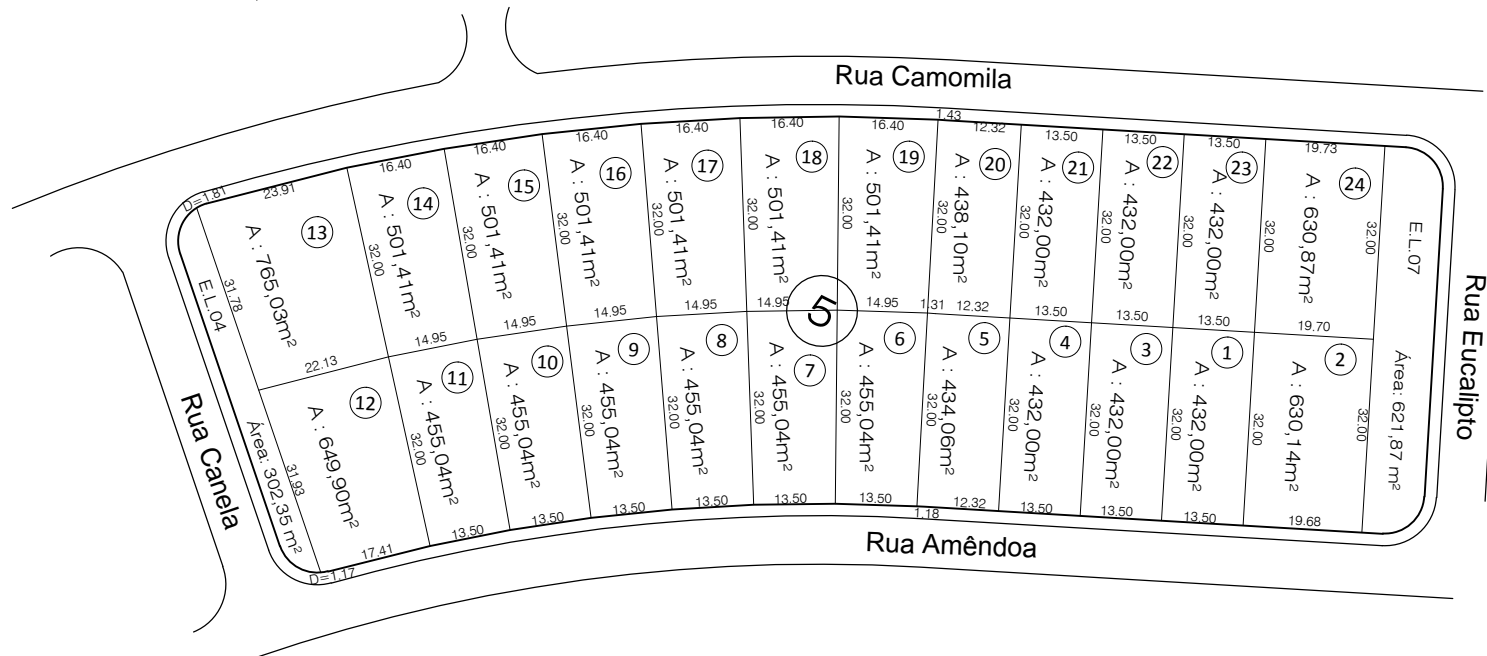 Rua Camomila
D=1.81
23.91
16.40
16.40
16.40
16.40
16.40
16.40
1.43
12.32
13.50
13.50
13.50
19.73
13
A : 765,03m²
31.78
22.13
14
A : 501,41m²
32.00
14.95
15
A : 501,41m²
32.00
14.95
16
A : 501,41m²
32.00
14.95
17
A : 501,41m²
32.00
14.95
18
A : 501,41m²
32.00
14.95
19
A : 501,41m²
32.00
14.95
20
A : 438,10m²
32.00
1.31
12.32
21
A : 432,00m²
32.00
13.50
22
A : 432,00m²
32.00
13.50
23
A : 432,00m²
32.00
13.50
24
A : 630,87m²
32.00
32.00
19.70
E.L.07
Área: 621,87 m²
Rua Eucalipto
E.L.04
Área: 302,35 m²
Rua Canela
5
12
A : 649,90m²
31.93
17.41
D=1.17
11
A : 455,04m²
32.00
13.50
10
A : 455,04m²
32.00
13.50
9
A : 455,04m²
32.00
13.50
8
A : 455,04m²
32.00
13.50
7
A : 455,04m²
32.00
13.50
6
A : 455,04m²
32.00
13.50
5
A : 434,06m²
32.00
1.18
12.32
4
A : 432,00m²
32.00
13.50
3
A : 432,00m²
32.00
13.50
1
A : 432,00m²
32.00
13.50
2
A : 630,14m²
32.00
32.00
19.68
Rua Amêndoa